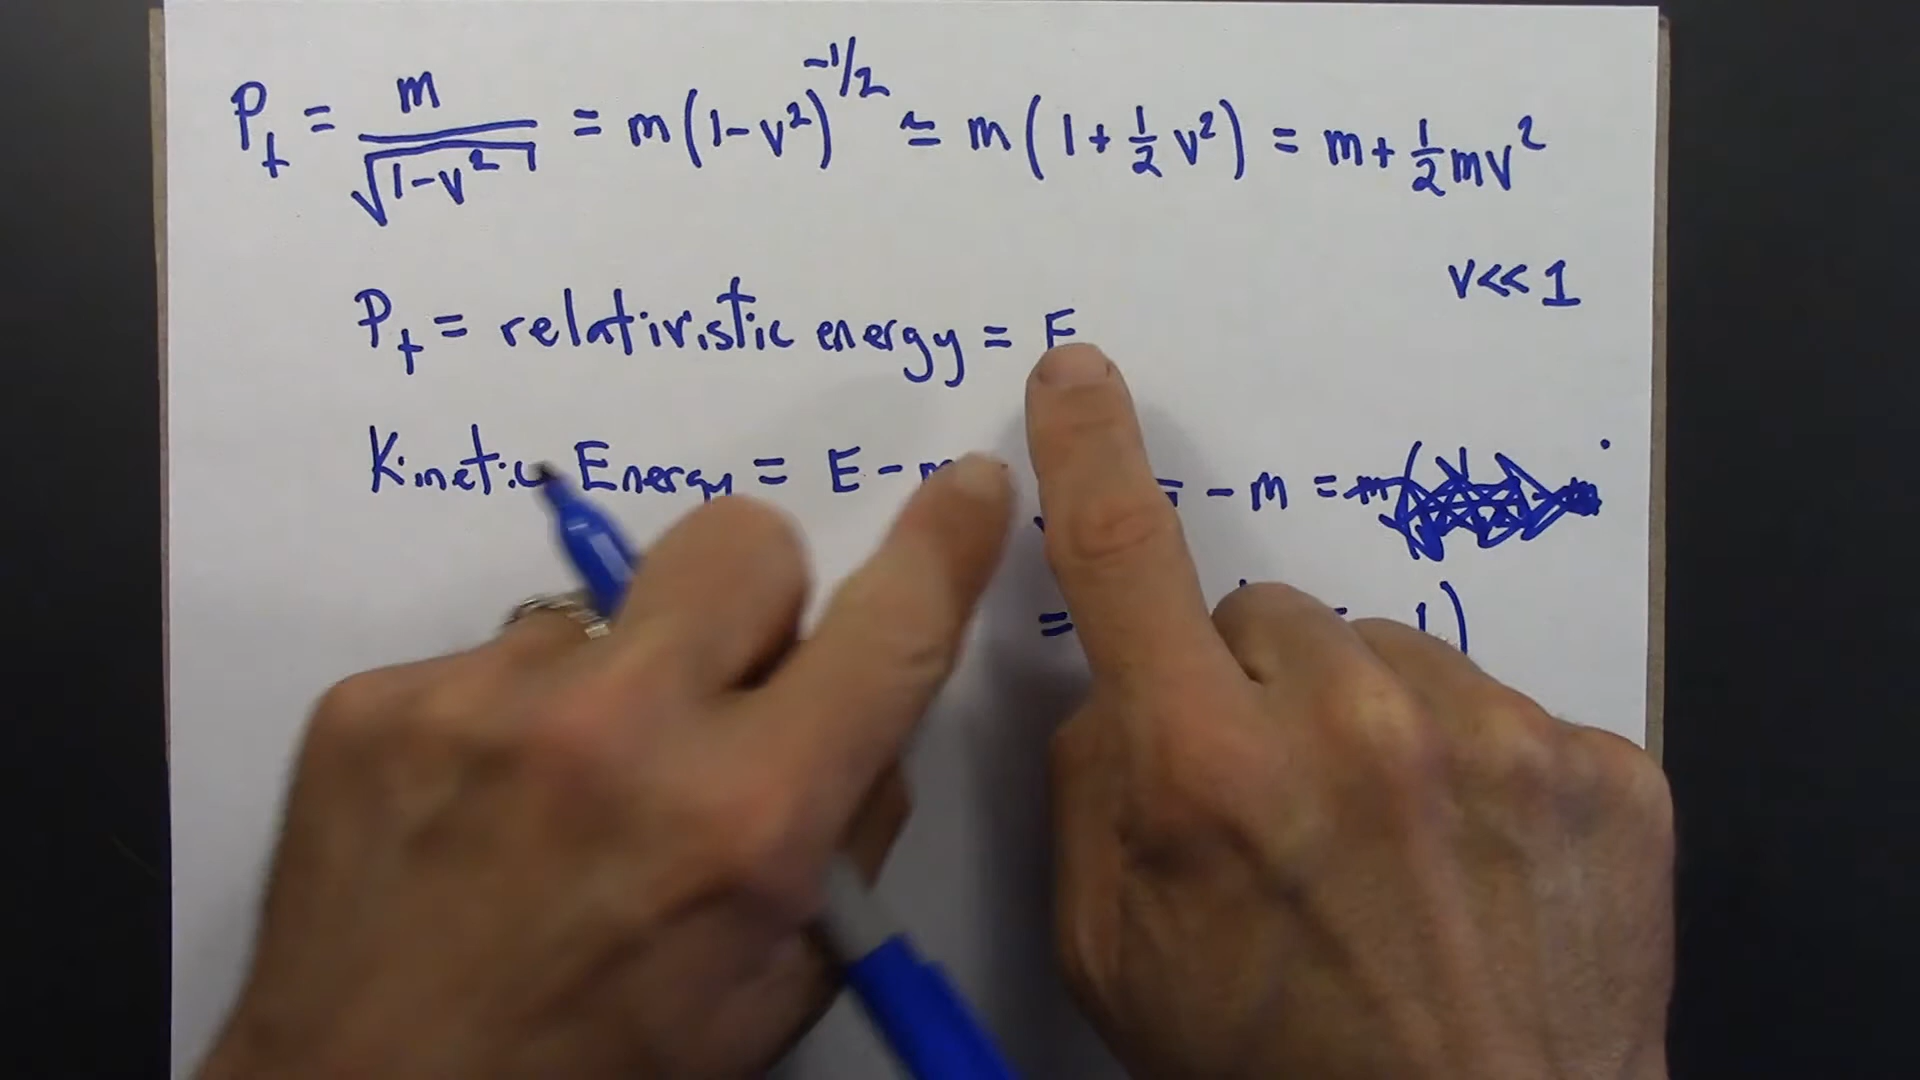 P_t = m / √(1-v²) = m(1-v²)^(-1/2) ≃ m(1+½v²) = m+½mv²
v<<1
P_t = relativistic energy = E
Kinetic Energy = E - m - m =
= 1)